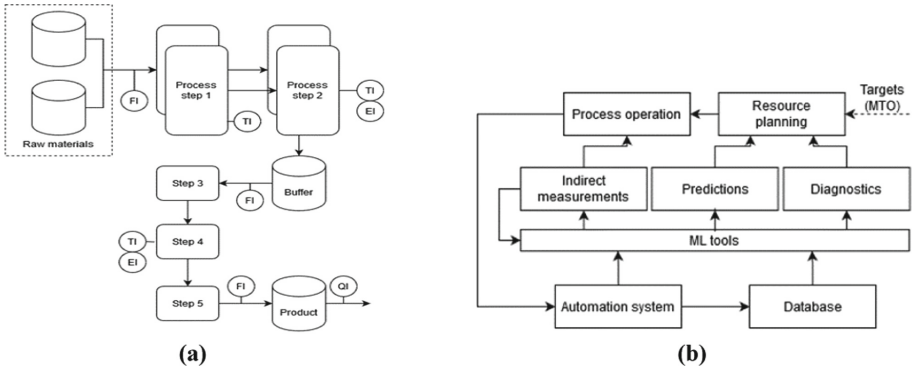 Raw materials
FI
Process
step 1
TI
Process
step 2
TI
EI
Buffer
FI
Step 3
Step 4
TI
EI
Step 5
FI
Product
QI
(a)
Targets
(MTO)
Resource
planning
Process operation
Indirect
measurements
Predictions
Diagnostics
ML tools
Automation system
Database
(b)